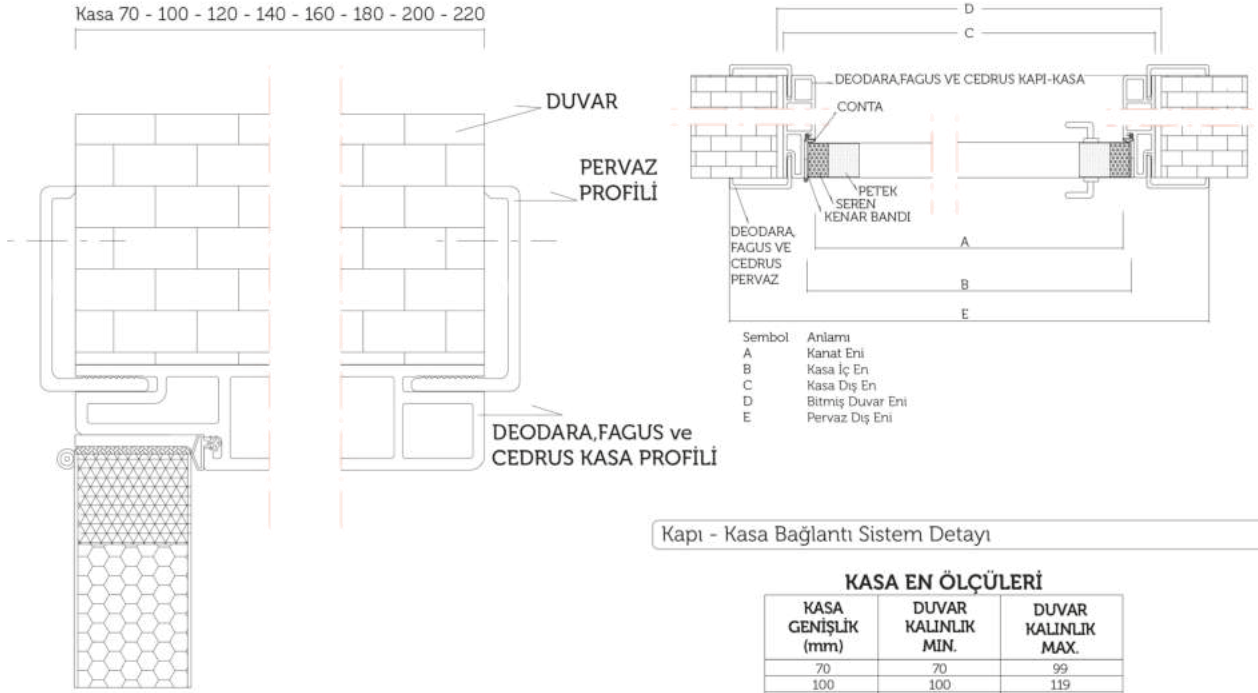 Kasa 70 - 100 - 120 - 140 - 160 - 180 - 200 - 220
DUVAR
PERVAZ
PROFİLİ
DEODARA,FAGUS ve
CEDRUS KASA PROFİLİ
D
C
DEODARA,FAGUS VE CEDRUS KAPI-KASA
CONTA
PETEK
SEREN
KENAR BANDI
DEODARA,
FAGUS VE
CEDRUS
PERVAZ
A
B
E
Sembol Anlamı
A Kanat Eni
B Kasa İç En
C Kasa Dış En
D Bitmiş Duvar Eni
E Pervaz Dış Eni
Kapı - Kasa Bağlantı Sistem Detayı
KASA EN ÖLÇÜLERİ
KASA
GENİŞLİK
(mm)
DUVAR
KALINLIK
MIN.
DUVAR
KALINLIK
MAX.
70 70 99
100 100 119